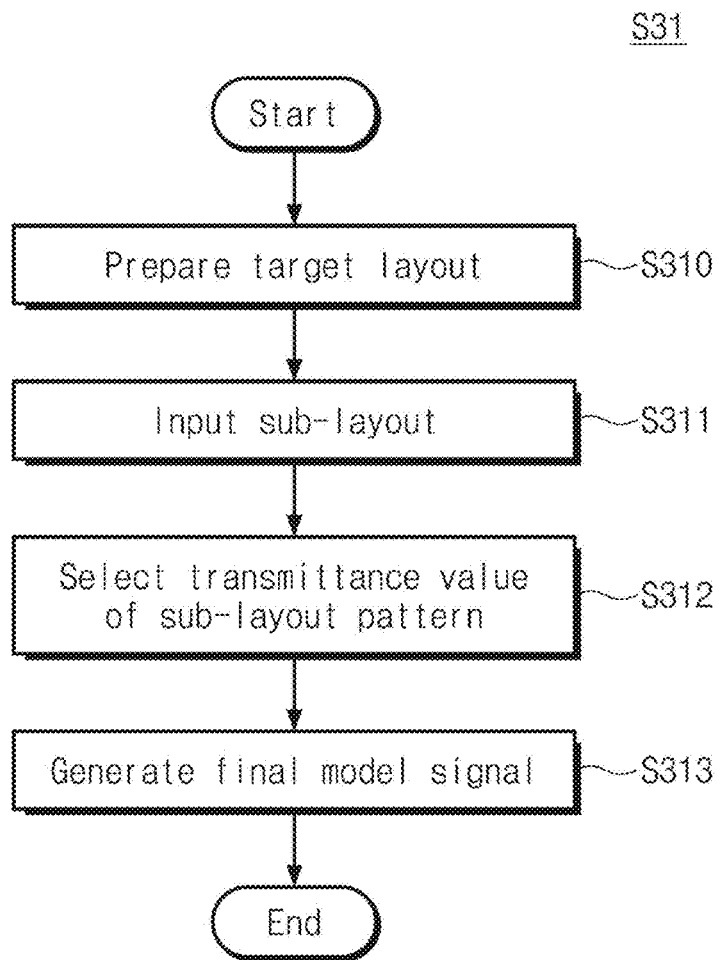 S31
Start
Prepare target layout
S310
Input sub-layout
S311
Select transmittance value
of sub-layout pattern
S312
Generate final model signal
S313
End